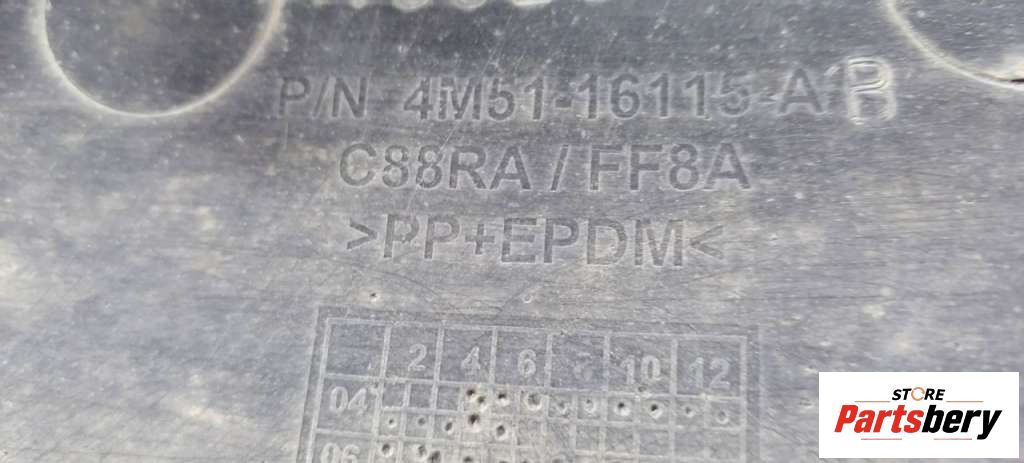 P/N 4M51-16115-AB
C88RA / FF8A
>PP+EPDM<
2 4 6 8 10 12
04
06
STORE
Partsbery